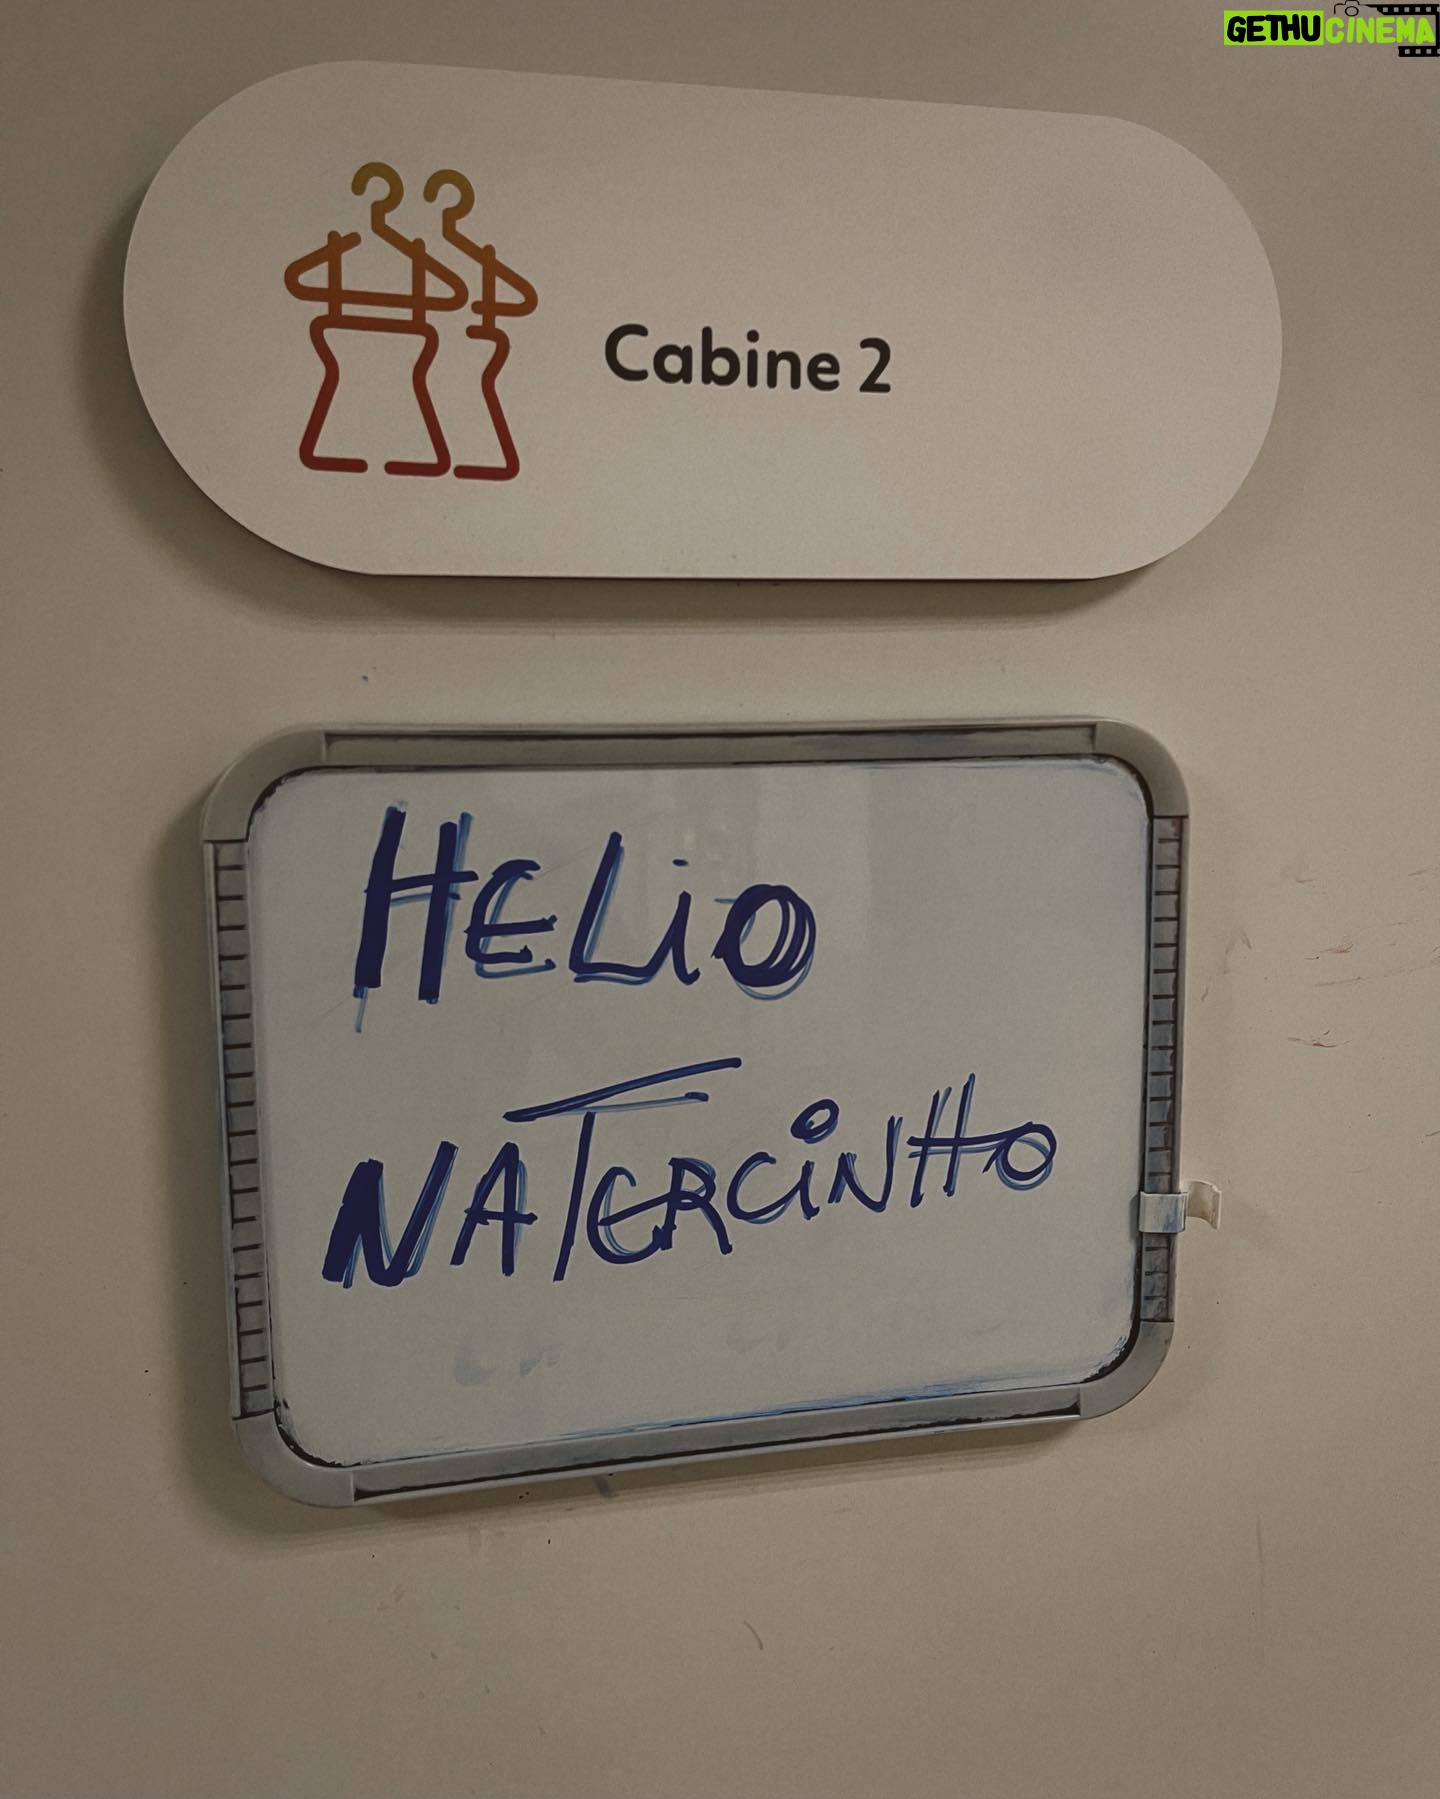 GETHUCINEMA
Cabine 2
HELiO
NATERCiNHO